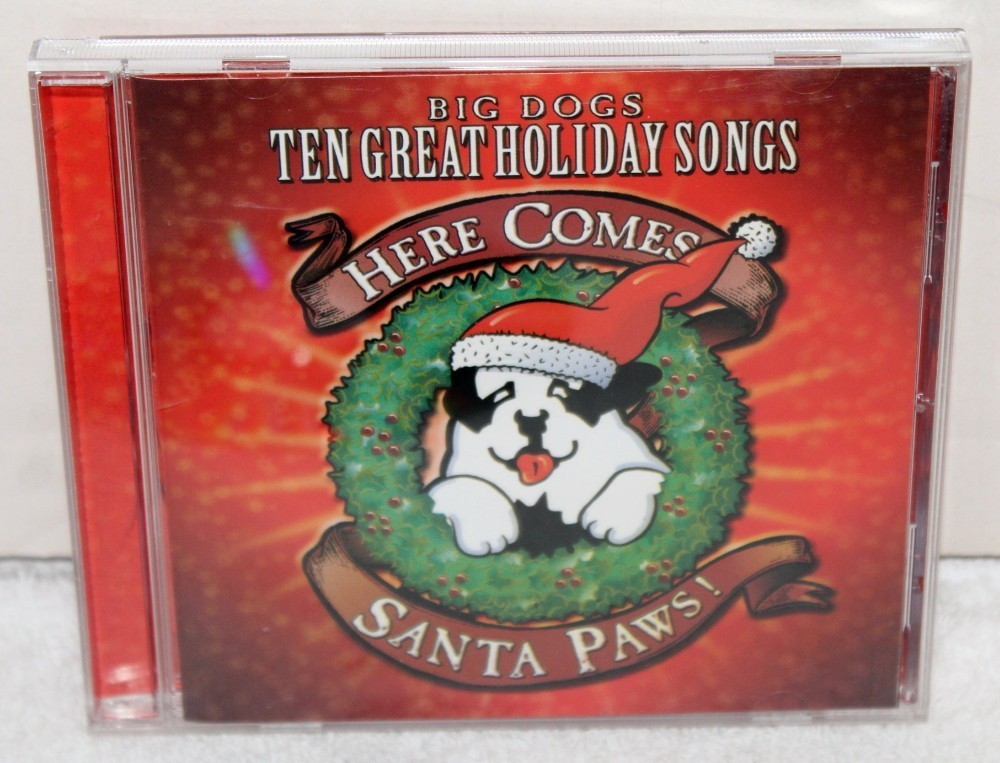 BIG DOGS
TEN GREAT HOLIDAY SONGS
HERE COMES
SANTA PAWS!